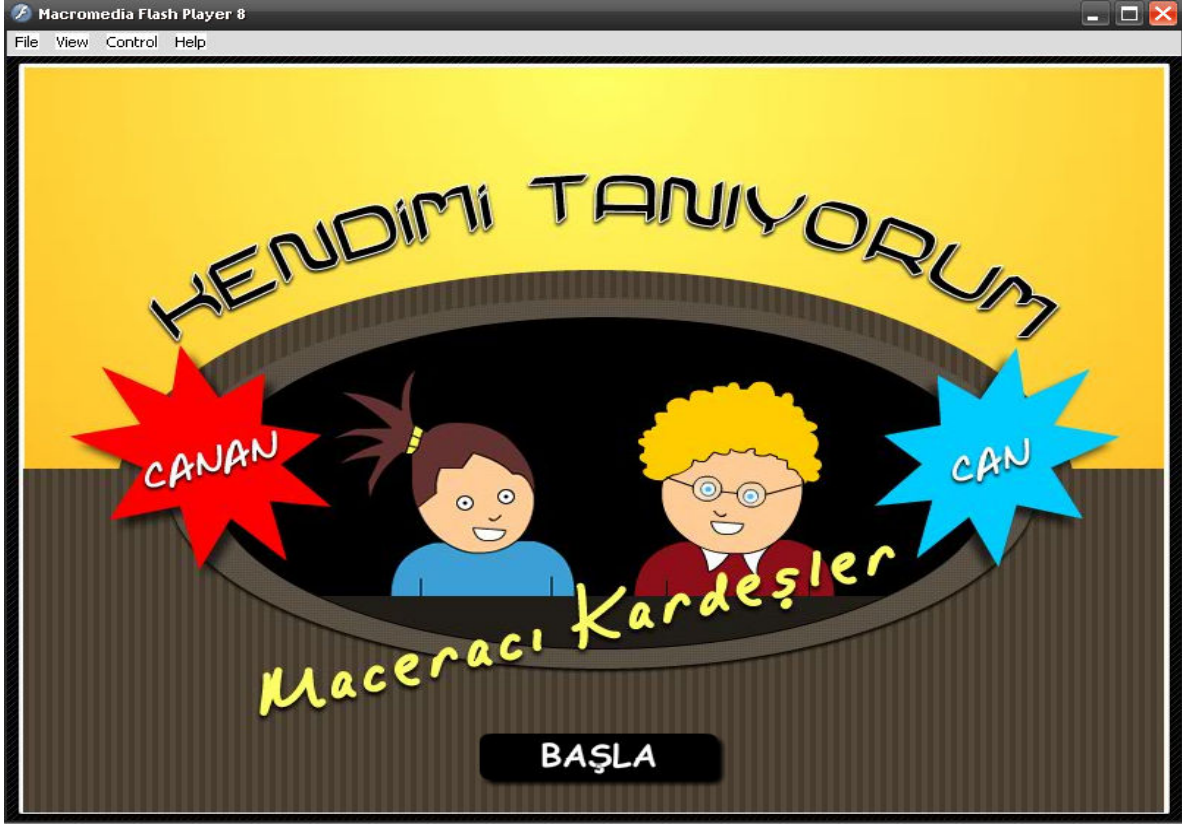 Macromedia Flash Player 8
File View Control Help
KENDİMİ TANIYORUM
CANAN
CAN
Maceracı Kardeşler
BAŞLA